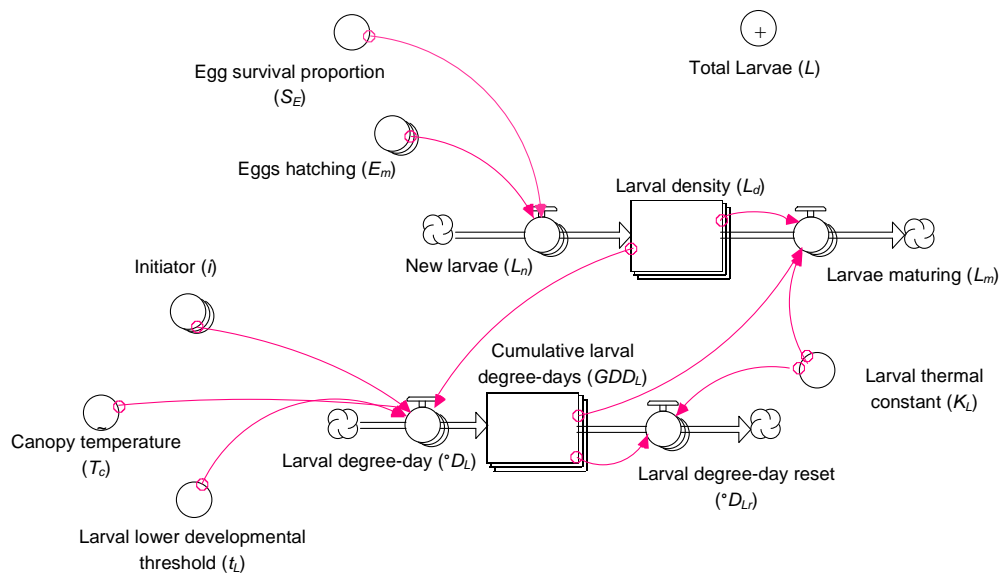 Egg survival proportion
(S_E)
Total Larvae (L)
Eggs hatching (E_m)
Larval density (L_d)
New larvae (L_n)
Larvae maturing (L_m)
Initiator (i)
Cumulative larval
degree-days (GDD_L)
Larval thermal
constant (K_L)
Canopy temperature
(T_c)
Larval degree-day (°D_L)
Larval degree-day reset
(°D_Lr)
Larval lower developmental
threshold (t_L)